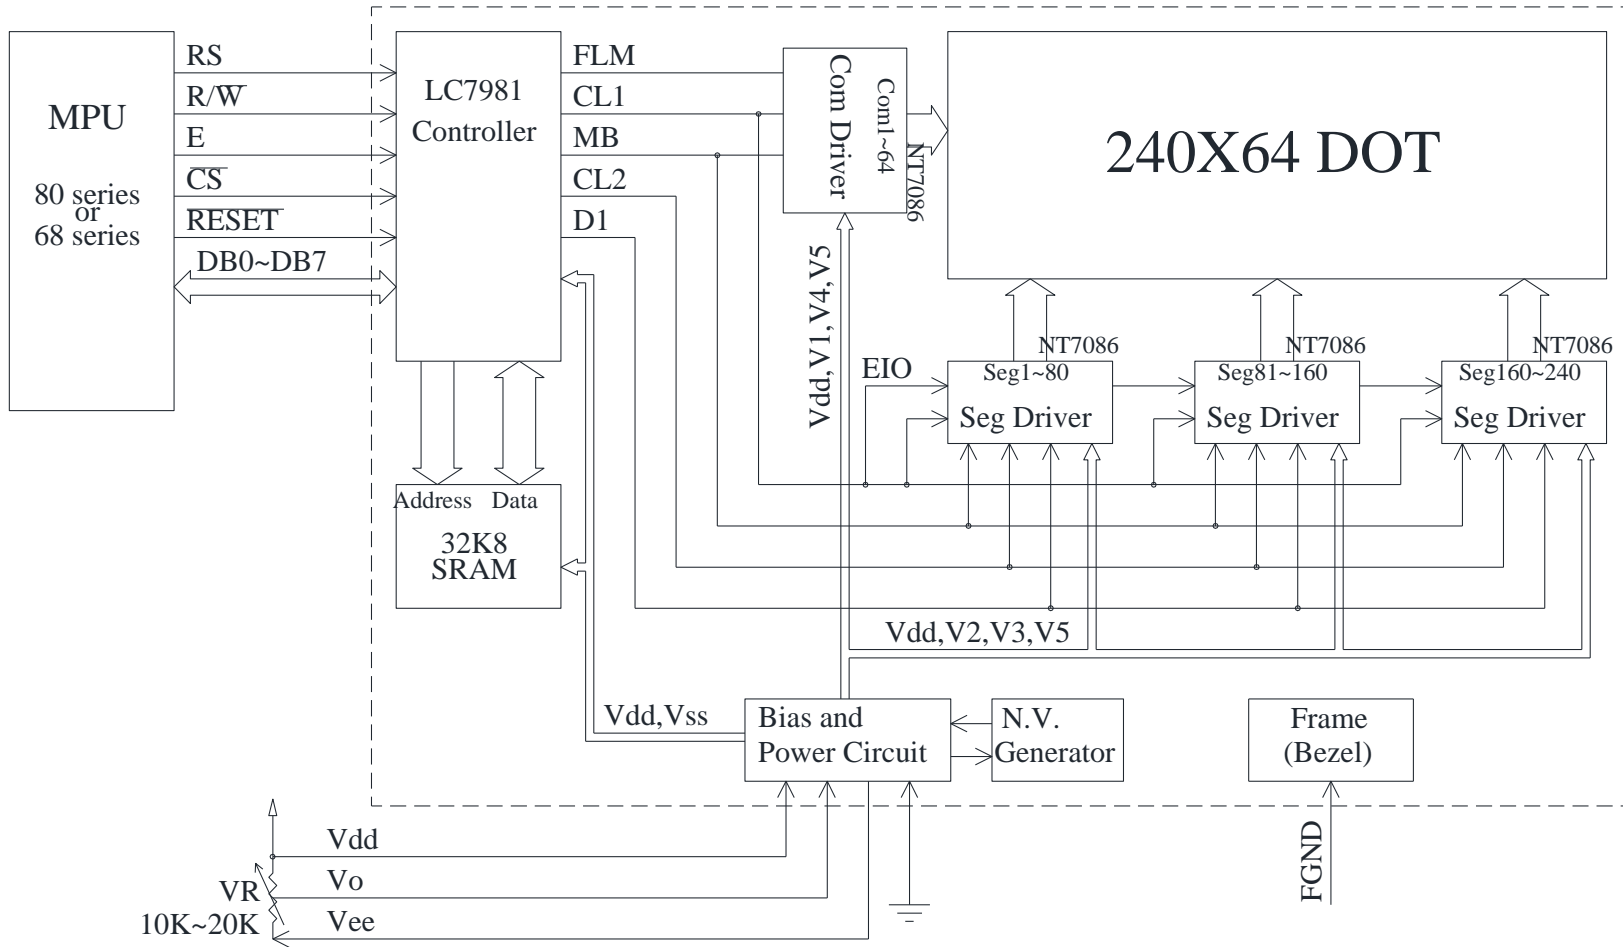 MPU
80 series
or
68 series
RS
R/W̅
E
C̅S̅
R̅E̅S̅E̅T̅
DB0~DB7
LC7981
Controller
FLM
CL1
MB
CL2
D1
Com Driver
Com1~64
NT7086
240X64 DOT
Vdd,V1,V4,V5
EIO
NT7086
Seg1~80
Seg Driver
NT7086
Seg81~160
Seg Driver
NT7086
Seg160~240
Seg Driver
Address
Data
32K8
SRAM
Vdd,V2,V3,V5
Vdd,Vss
Bias and
Power Circuit
N.V.
Generator
Frame
(Bezel)
FGND
Vdd
Vo
Vee
VR
10K~20K